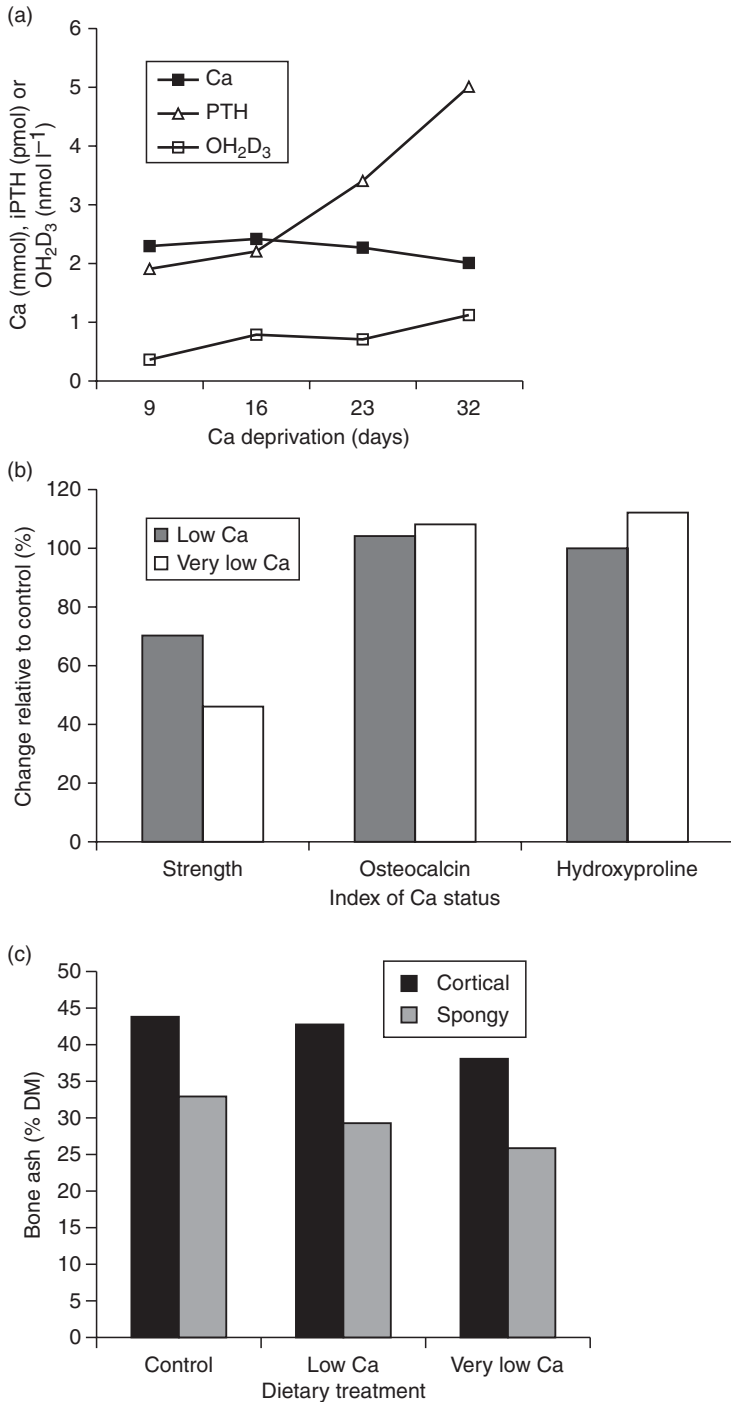 (a)
6
5
4
3
2
1
0
Ca (mmol), iPTH (pmol) or
OH₂D₃ (nmol l⁻¹)
Ca
PTH
OH₂D₃
9 16 23 32
Ca deprivation (days)
(b)
120
100
80
60
40
20
0
Change relative to control (%)
Low Ca
Very low Ca
Strength Osteocalcin Hydroxyproline
Index of Ca status
(c)
50
45
40
35
30
25
20
15
10
5
0
Bone ash (% DM)
Cortical
Spongy
Control Low Ca Very low Ca
Dietary treatment